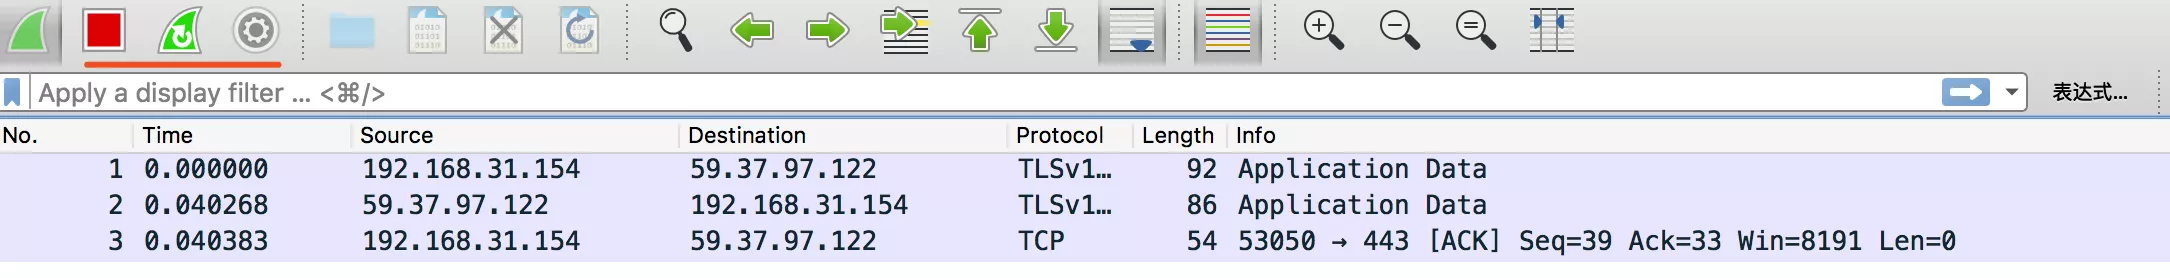 Apply a display filter ... <⌘/> 表达式...
No. Time Source Destination Protocol Length Info
1 0.000000 192.168.31.154 59.37.97.122 TLSv1… 92 Application Data
2 0.040268 59.37.97.122 192.168.31.154 TLSv1… 86 Application Data
3 0.040383 192.168.31.154 59.37.97.122 TCP 54 53050 → 443 [ACK] Seq=39 Ack=33 Win=8191 Len=0